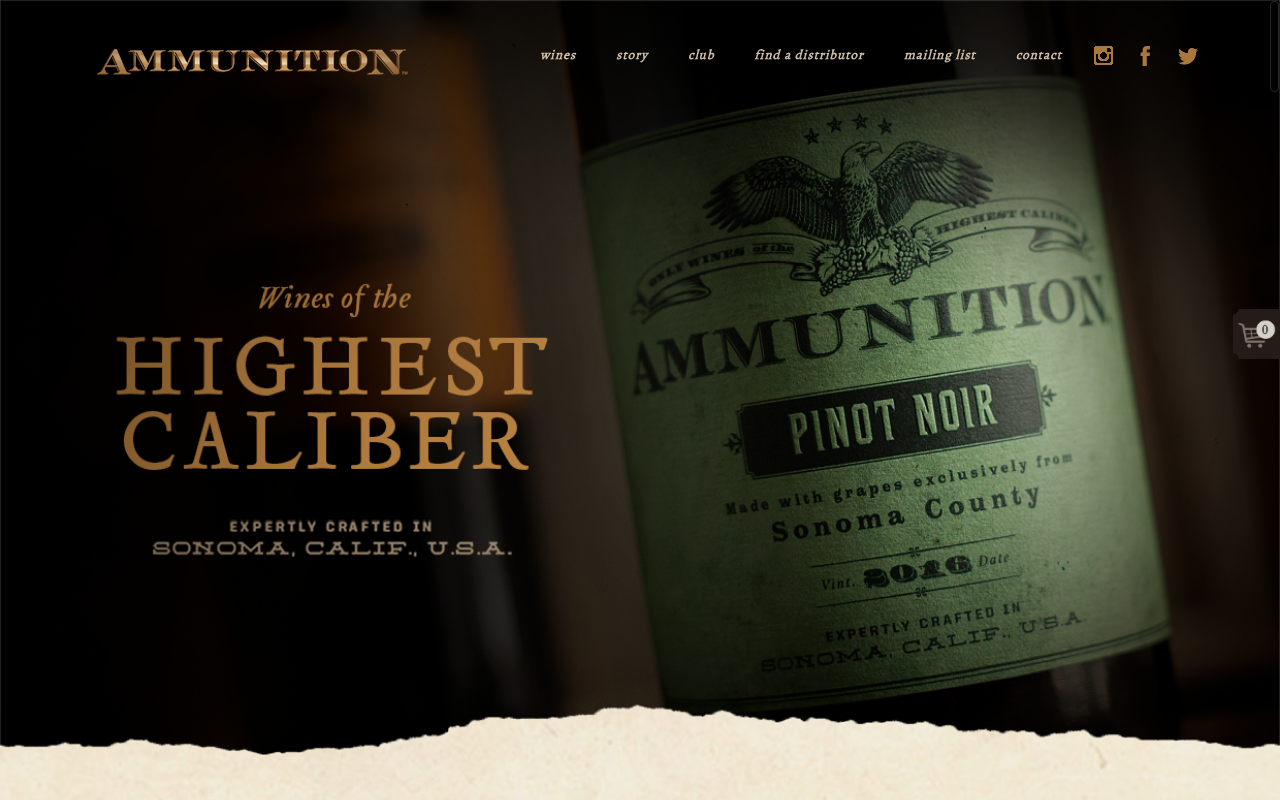 AMMUNITION™
wines story club find a distributor mailing list contact
0
Wines of the
HIGHEST
CALIBER
EXPERTLY CRAFTED IN
SONOMA, CALIF., U.S.A.
ONLY WINES of the HIGHEST CALIBER
AMMUNITION
PINOT NOIR
Made with grapes exclusively from
Sonoma County
Vint. 2016 Date
EXPERTLY CRAFTED IN
SONOMA, CALIF., U.S.A.